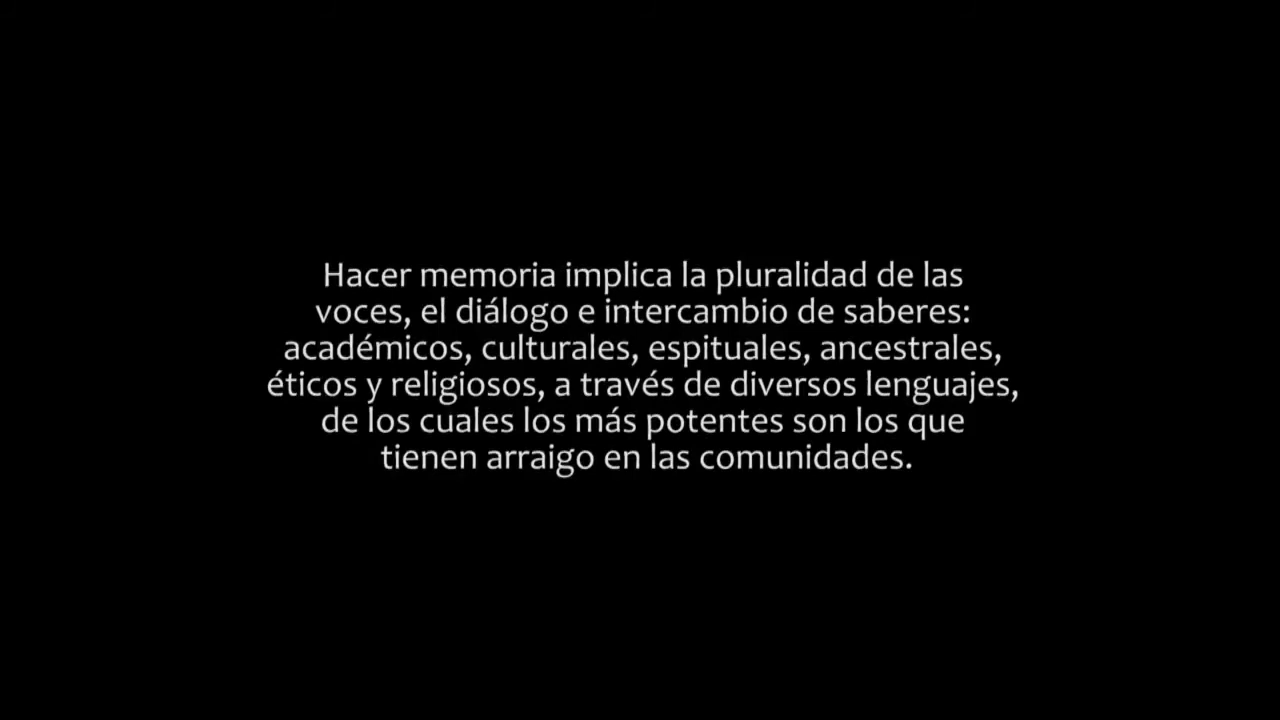 Hacer memoria implica la pluralidad de las
voces, el diálogo e intercambio de saberes:
académicos, culturales, espituales, ancestrales,
éticos y religiosos, a través de diversos lenguajes,
de los cuales los más potentes son los que
tienen arraigo en las comunidades.